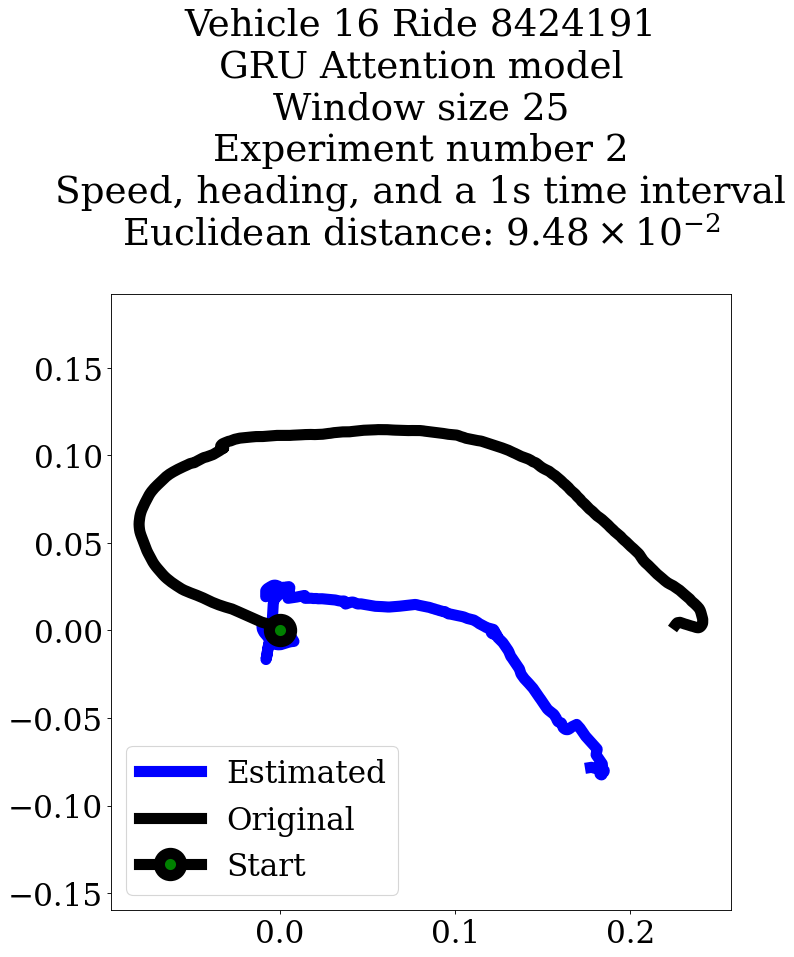 Vehicle 16 Ride 8424191
GRU Attention model
Window size 25
Experiment number 2
Speed, heading, and a 1s time interval
Euclidean distance: 9.48 × 10⁻²
0.15
0.10
0.05
0.00
−0.05
−0.10
−0.15
Estimated
Original
Start
0.0 0.1 0.2